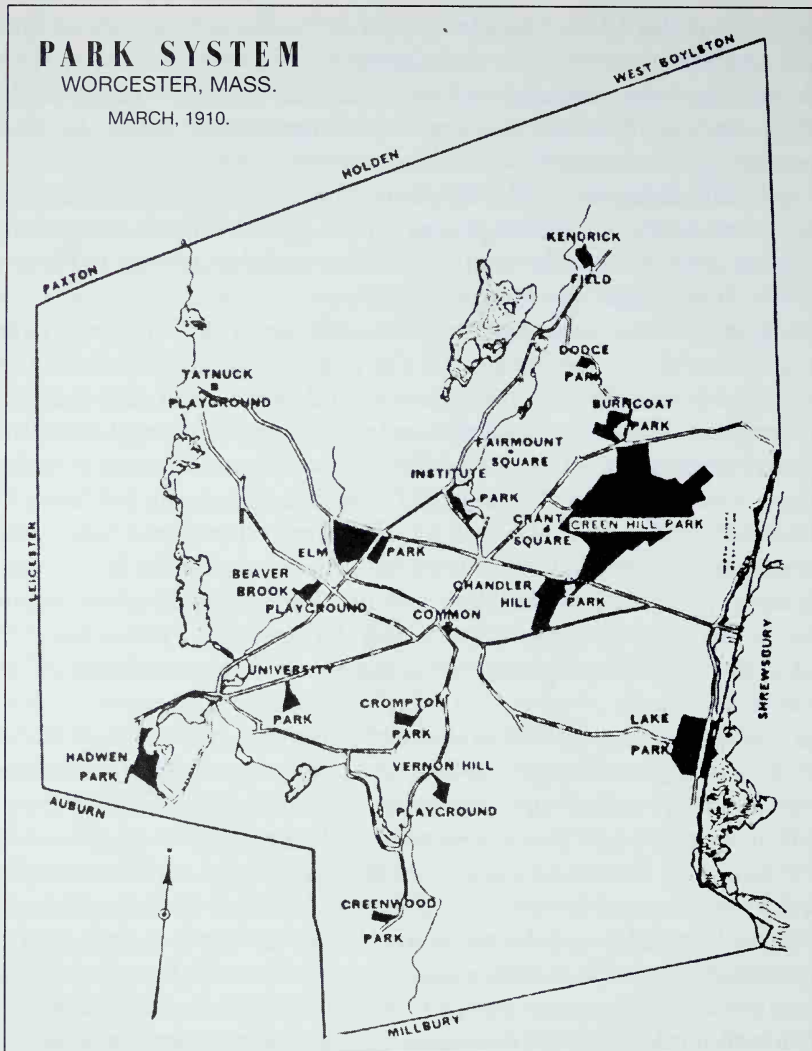 PARK SYSTEM
WORCESTER, MASS.
MARCH, 1910.
WEST BOYLSTON
HOLDEN
PAXTON
KENDRICK
FIELD
DODGE
PARK
TATNUCK
PLAYGROUND
BURNCOAT
PARK
FAIRMOUNT
SQUARE
INSTITUTE
PARK
GRANT
SQUARE
GREEN HILL PARK
LEICESTER
ELM
PARK
BEAVER
BROOK
PLAYGROUND
CHANDLER
HILL
PARK
COMMON
SHREWSBURY
UNIVERSITY
PARK
CROMPTON
PARK
LAKE
PARK
HADWEN
PARK
VERNON HILL
PLAYGROUND
AUBURN
GREENWOOD
PARK
MILLBURY